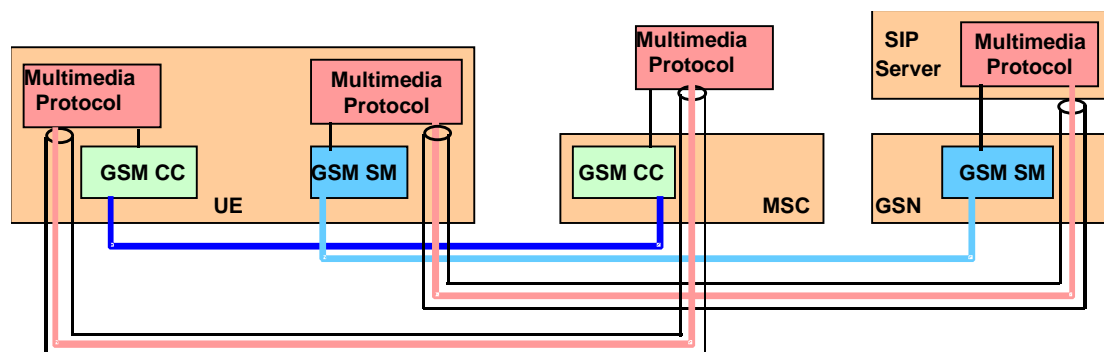 Multimedia
Protocol
Multimedia
Protocol
GSM CC
GSM SM
UE
Multimedia
Protocol
GSM CC
MSC
SIP
Server
Multimedia
Protocol
GSM SM
GSN